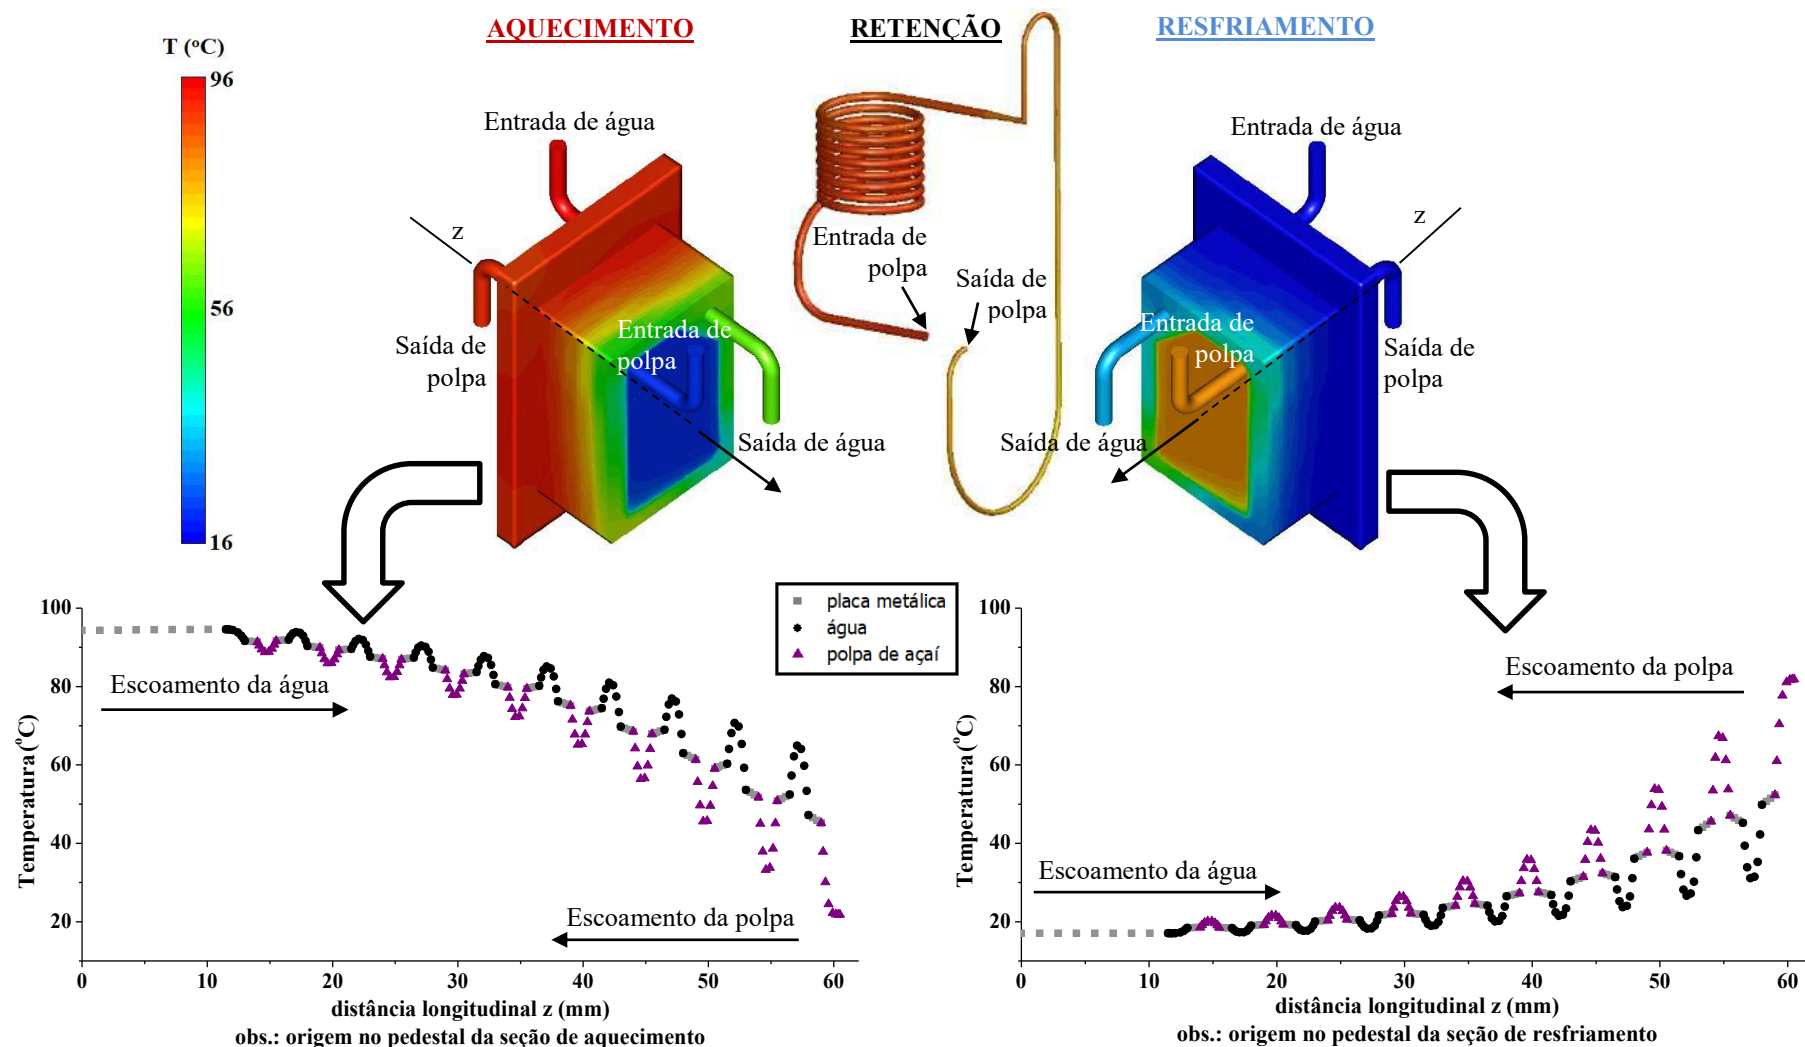 AQUECIMENTO
RETENÇÃO
RESFRIAMENTO
T (ºC)
96
56
16
Entrada de água
z
Saída de
polpa
Entrada de
polpa
Saída de água
Entrada de
polpa
Saída de
polpa
Entrada de água
z
Entrada de
polpa
Saída de
polpa
Saída de água
placa metálica
água
polpa de açaí
Temperatura (ºC)
100
80
60
40
20
Escoamento da água
Escoamento da polpa
0 10 20 30 40 50 60
distância longitudinal z (mm)
obs.: origem no pedestal da seção de aquecimento
Temperatura (ºC)
100
80
60
40
20
Escoamento da polpa
Escoamento da água
0 10 20 30 40 50 60
distância longitudinal z (mm)
obs.: origem no pedestal da seção de resfriamento